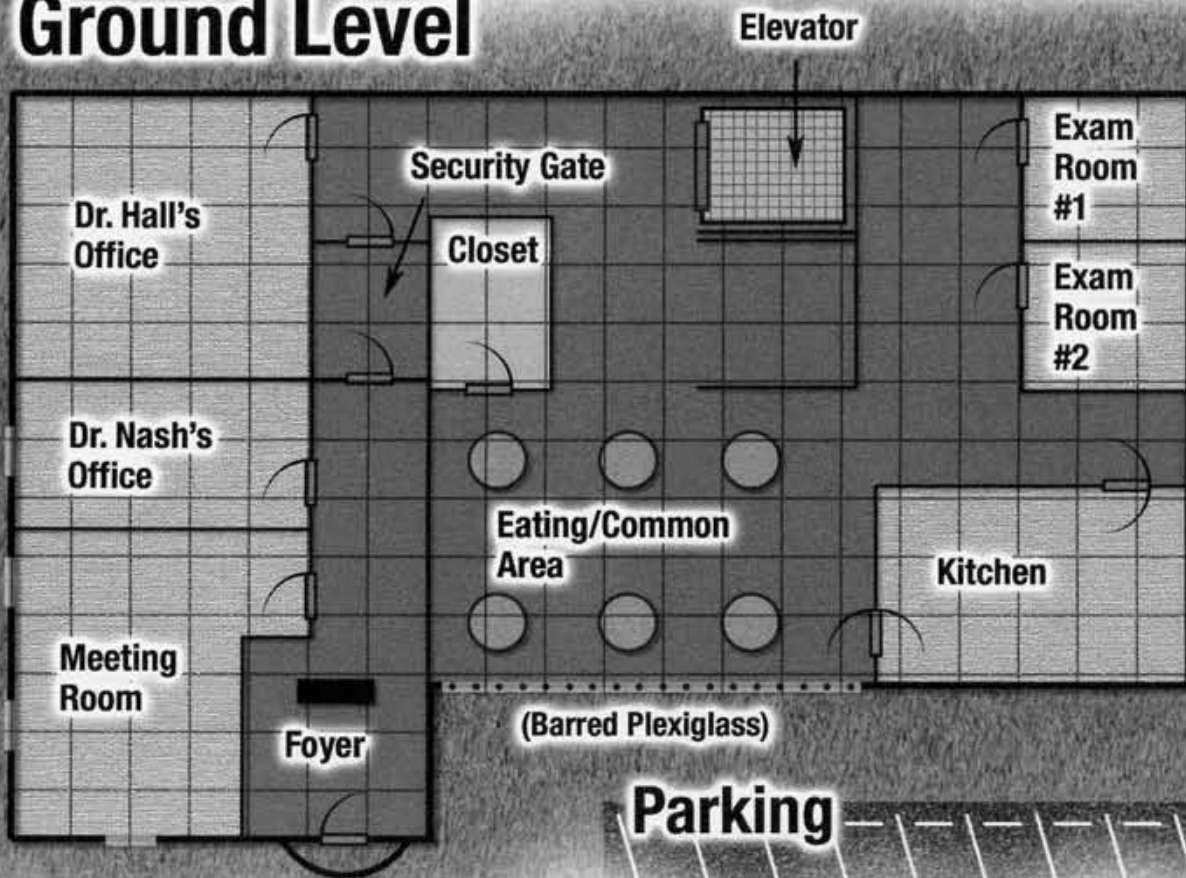 Ground Level
Elevator
Security Gate
Exam
Room
#1
Dr. Hall's
Office
Closet
Exam
Room
#2
Dr. Nash's
Office
Eating/Common
Area
Kitchen
Meeting
Room
Foyer
(Barred Plexiglass)
Parking